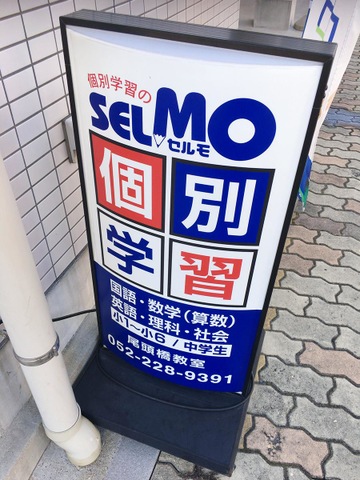 個別学習の
SELMO
セルモ
個別
学習
国語・数学(算数)
英語・理科・社会
小1~小6 / 中学生
尾頭橋教室
052-228-9391